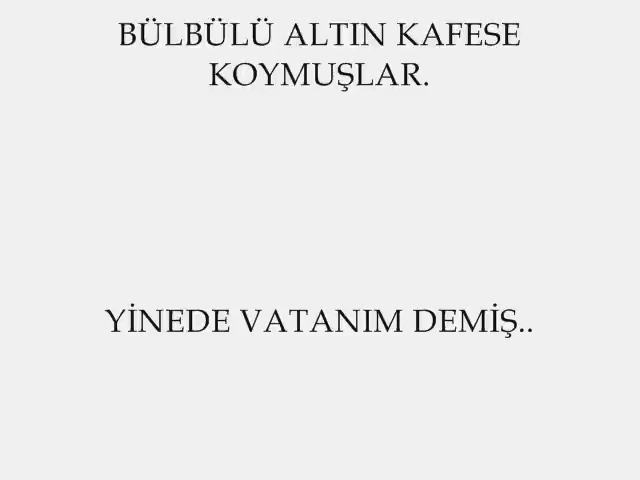 BÜLBÜLÜ ALTIN KAFESE
KOYMUŞLAR.
YİNEDE VATANIM DEMİŞ..